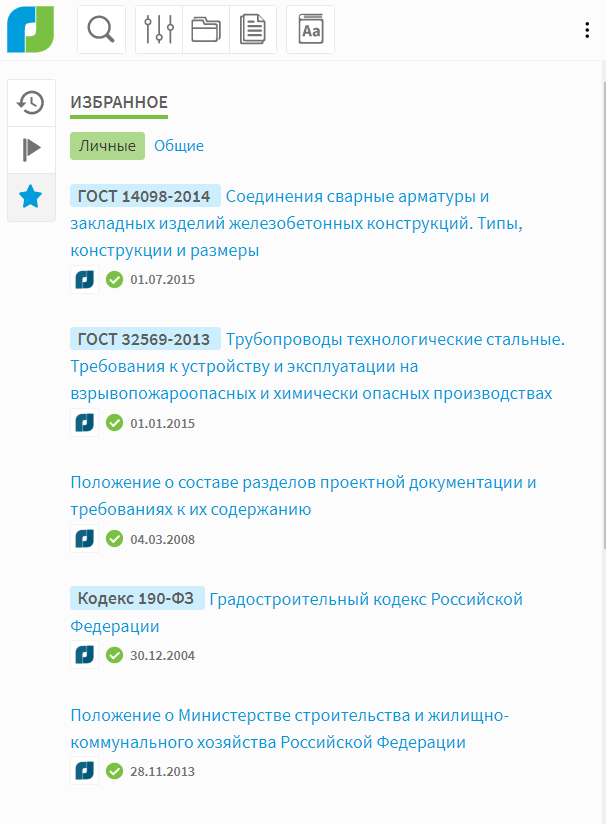 Aa
ИЗБРАННОЕ
Личные Общие
ГОСТ 14098-2014 Соединения сварные арматуры и
закладных изделий железобетонных конструкций. Типы,
конструкции и размеры
01.07.2015
ГОСТ 32569-2013 Трубопроводы технологические стальные.
Требования к устройству и эксплуатации на
взрывопожароопасных и химически опасных производствах
01.01.2015
Положение о составе разделов проектной документации и
требованиях к их содержанию
04.03.2008
Кодекс 190-ФЗ Градостроительный кодекс Российской
Федерации
30.12.2004
Положение о Министерстве строительства и жилищно-
коммунального хозяйства Российской Федерации
28.11.2013